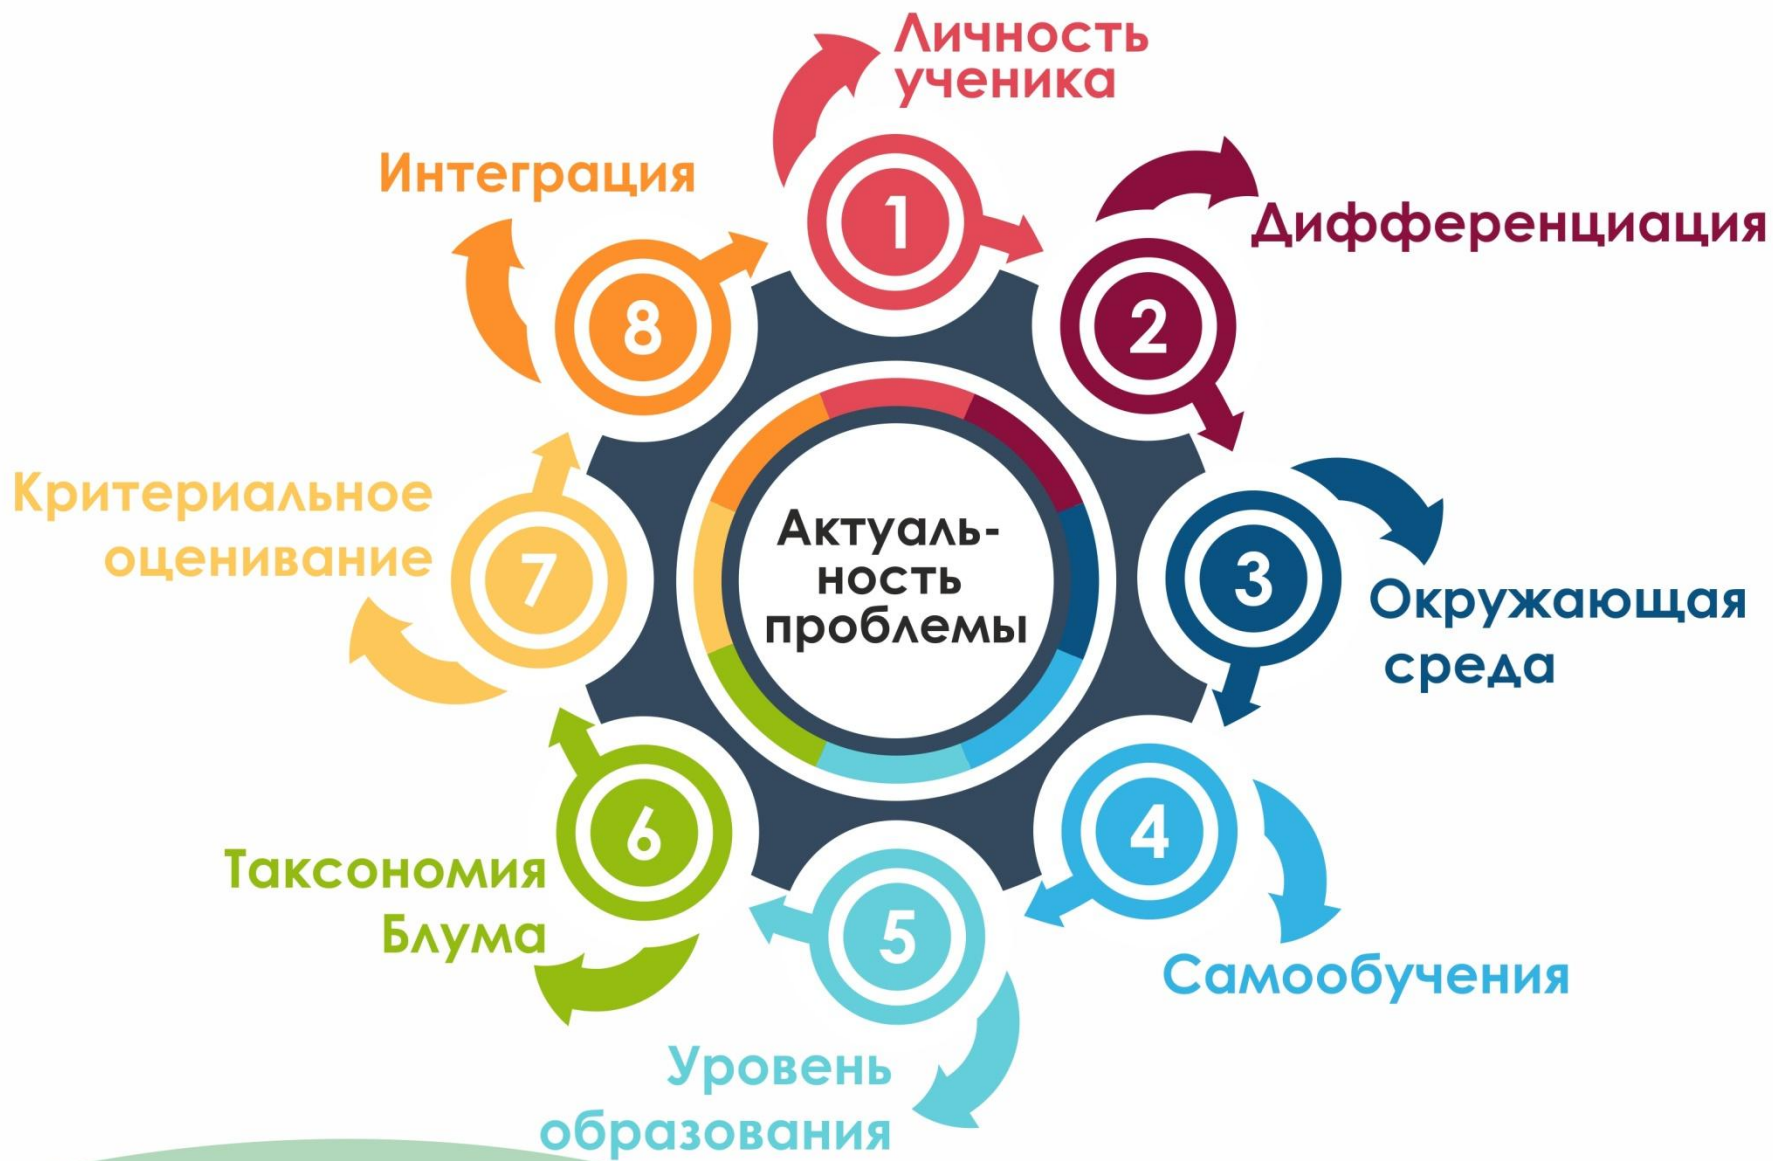 Личность
ученика
1
Дифференциация
2
Окружающая
среда
3
Самообучения
4
Уровень
образования
5
Таксономия
Блума
6
Критериальное
оценивание
7
Интеграция
8
Актуаль-
ность
проблемы